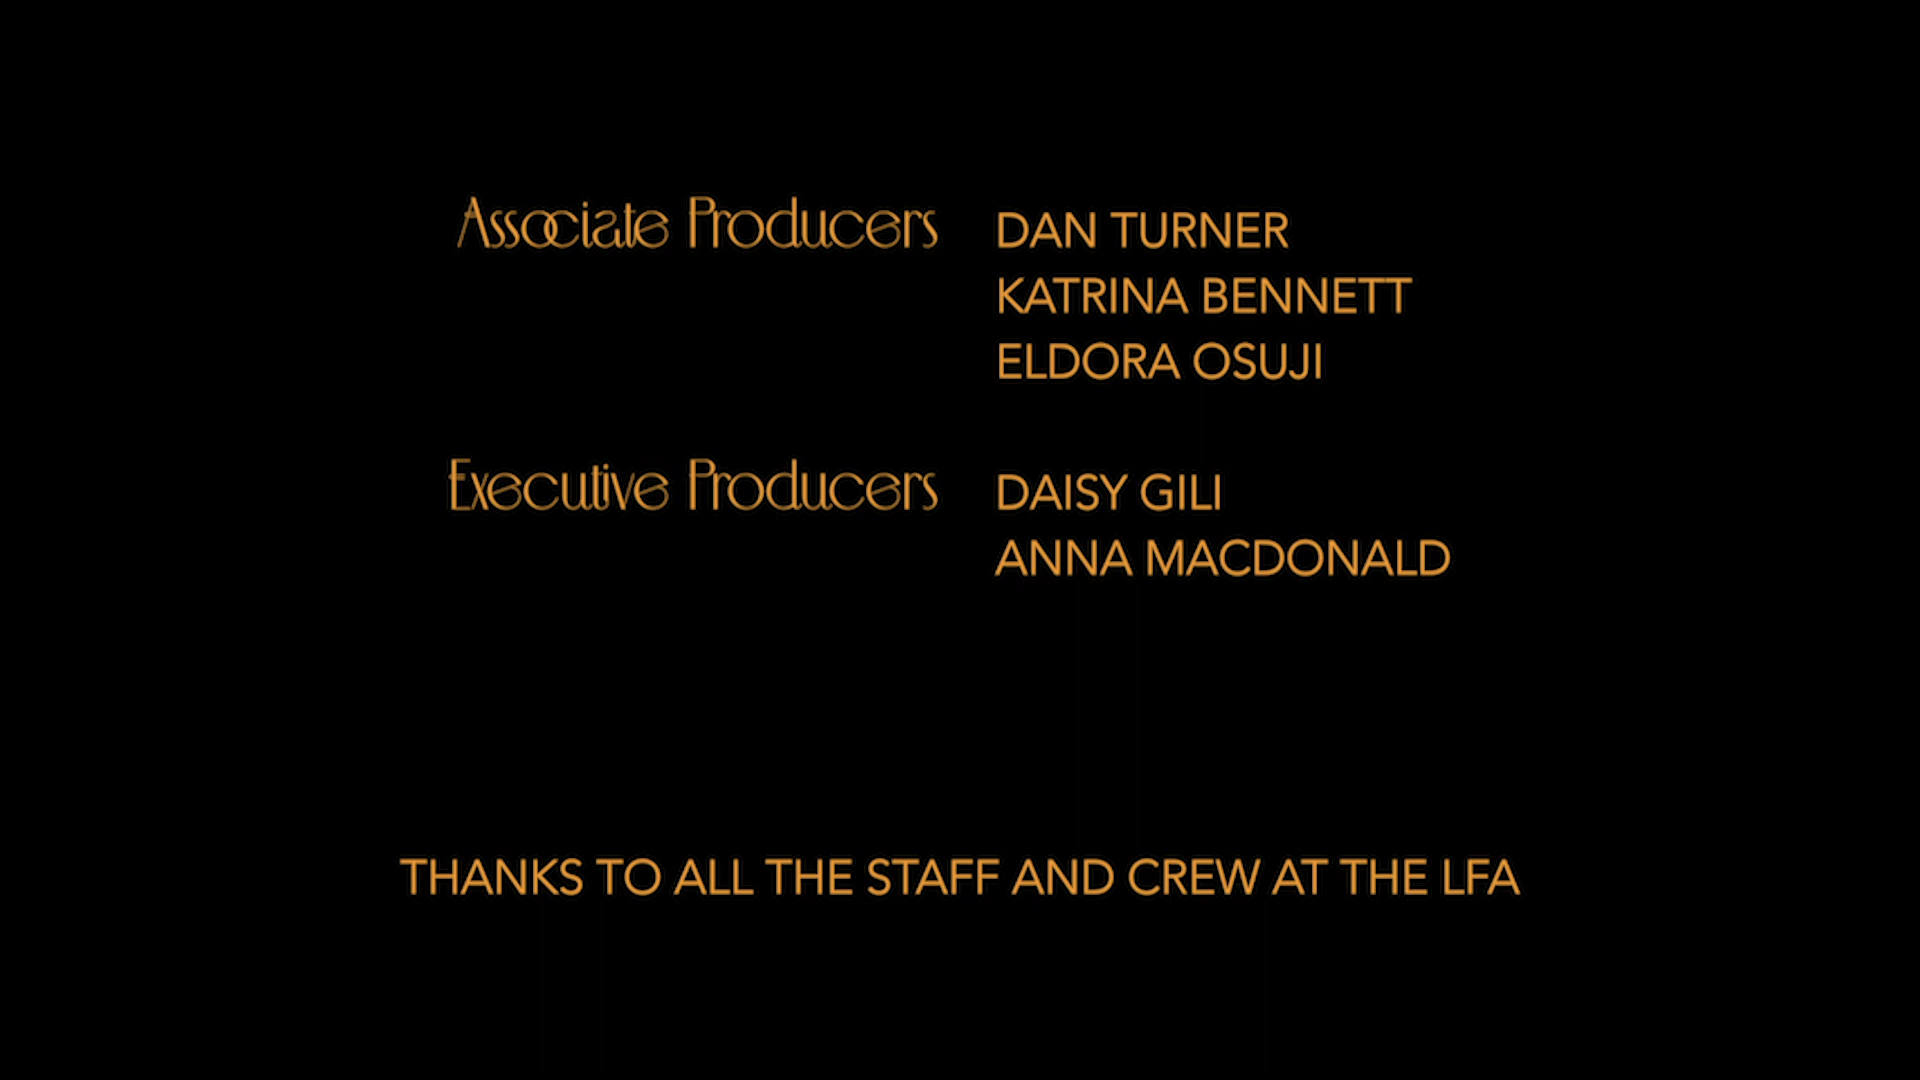 Associate Producers DAN TURNER
KATRINA BENNETT
ELDORA OSUJI
Executive Producers DAISY GILI
ANNA MACDONALD
THANKS TO ALL THE STAFF AND CREW AT THE LFA